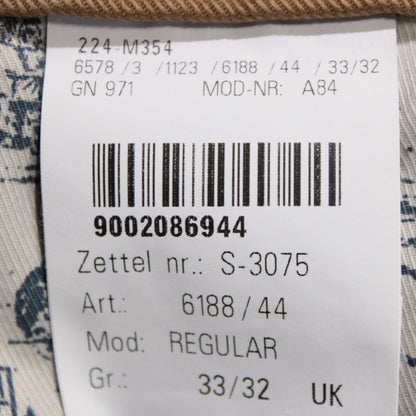 224-M354
6578 /3 /1123 /6188 /44 /33/32
GN 971 MOD-NR: A84
9002086944
Zettel nr.: S-3075
Art.: 6188/44
Mod: REGULAR
Gr.: 33/32 UK